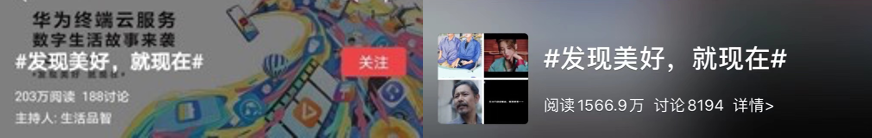 华为终端云服务
数字生活故事来袭
#发现美好，就现在#
关注
203万阅读 188讨论
主持人: 生活品智
#发现美好，就现在#
阅读1566.9万 讨论8194 详情>